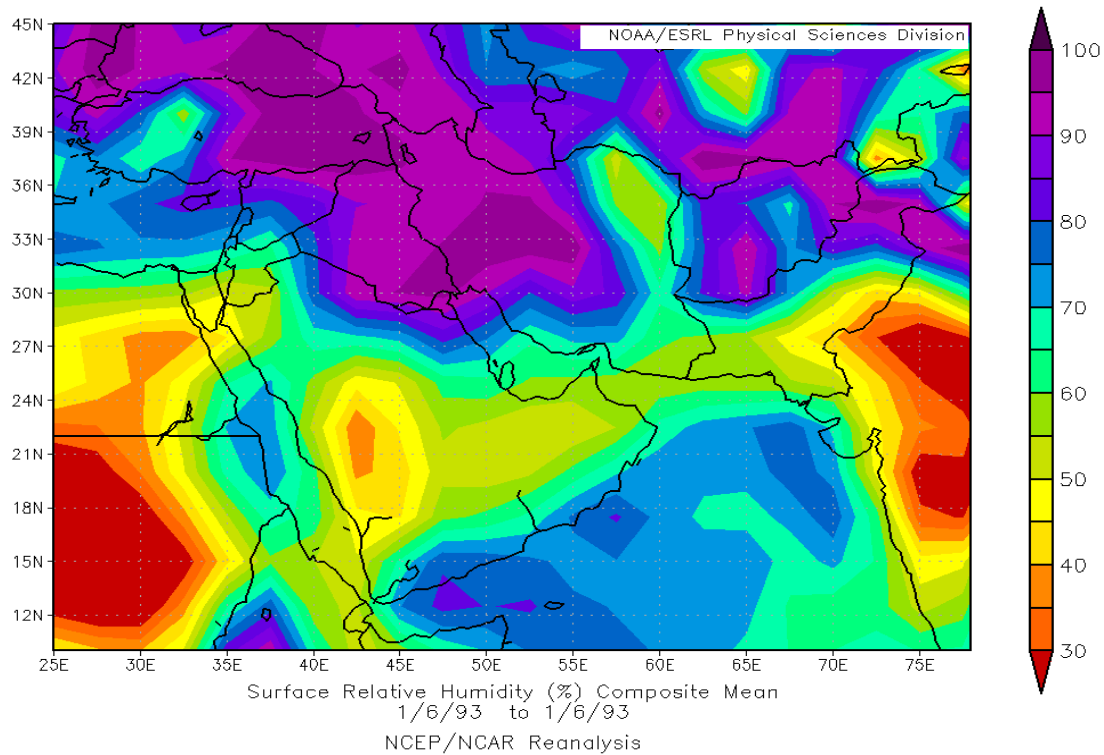 NOAA/ESRL Physical Sciences Division
45N
42N
39N
36N
33N
30N
27N
24N
21N
18N
15N
12N
25E 30E 35E 40E 45E 50E 55E 60E 65E 70E 75E
100
90
80
70
60
50
40
30
Surface Relative Humidity (%) Composite Mean
1/6/93 to 1/6/93
NCEP/NCAR Reanalysis